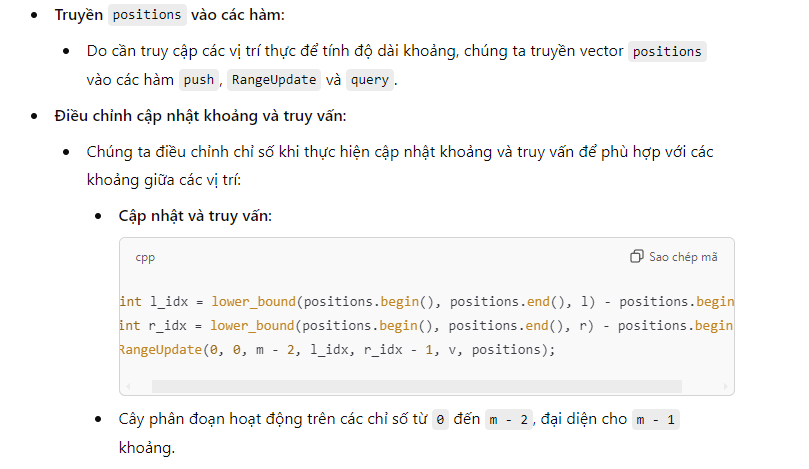 Truyền positions vào các hàm:
Do cần truy cập các vị trí thực để tính độ dài khoảng, chúng ta truyền vector positions
vào các hàm push, RangeUpdate và query.
Điều chỉnh cập nhật khoảng và truy vấn:
Chúng ta điều chỉnh chỉ số khi thực hiện cập nhật khoảng và truy vấn để phù hợp với các
khoảng giữa các vị trí:
Cập nhật và truy vấn:
cpp Sao chép mã
int l_idx = lower_bound(positions.begin(), positions.end(), l) - positions.begin
int r_idx = lower_bound(positions.begin(), positions.end(), r) - positions.begin
RangeUpdate(0, 0, m - 2, l_idx, r_idx - 1, v, positions);
Cây phân đoạn hoạt động trên các chỉ số từ 0 đến m - 2, đại diện cho m - 1
khoảng.